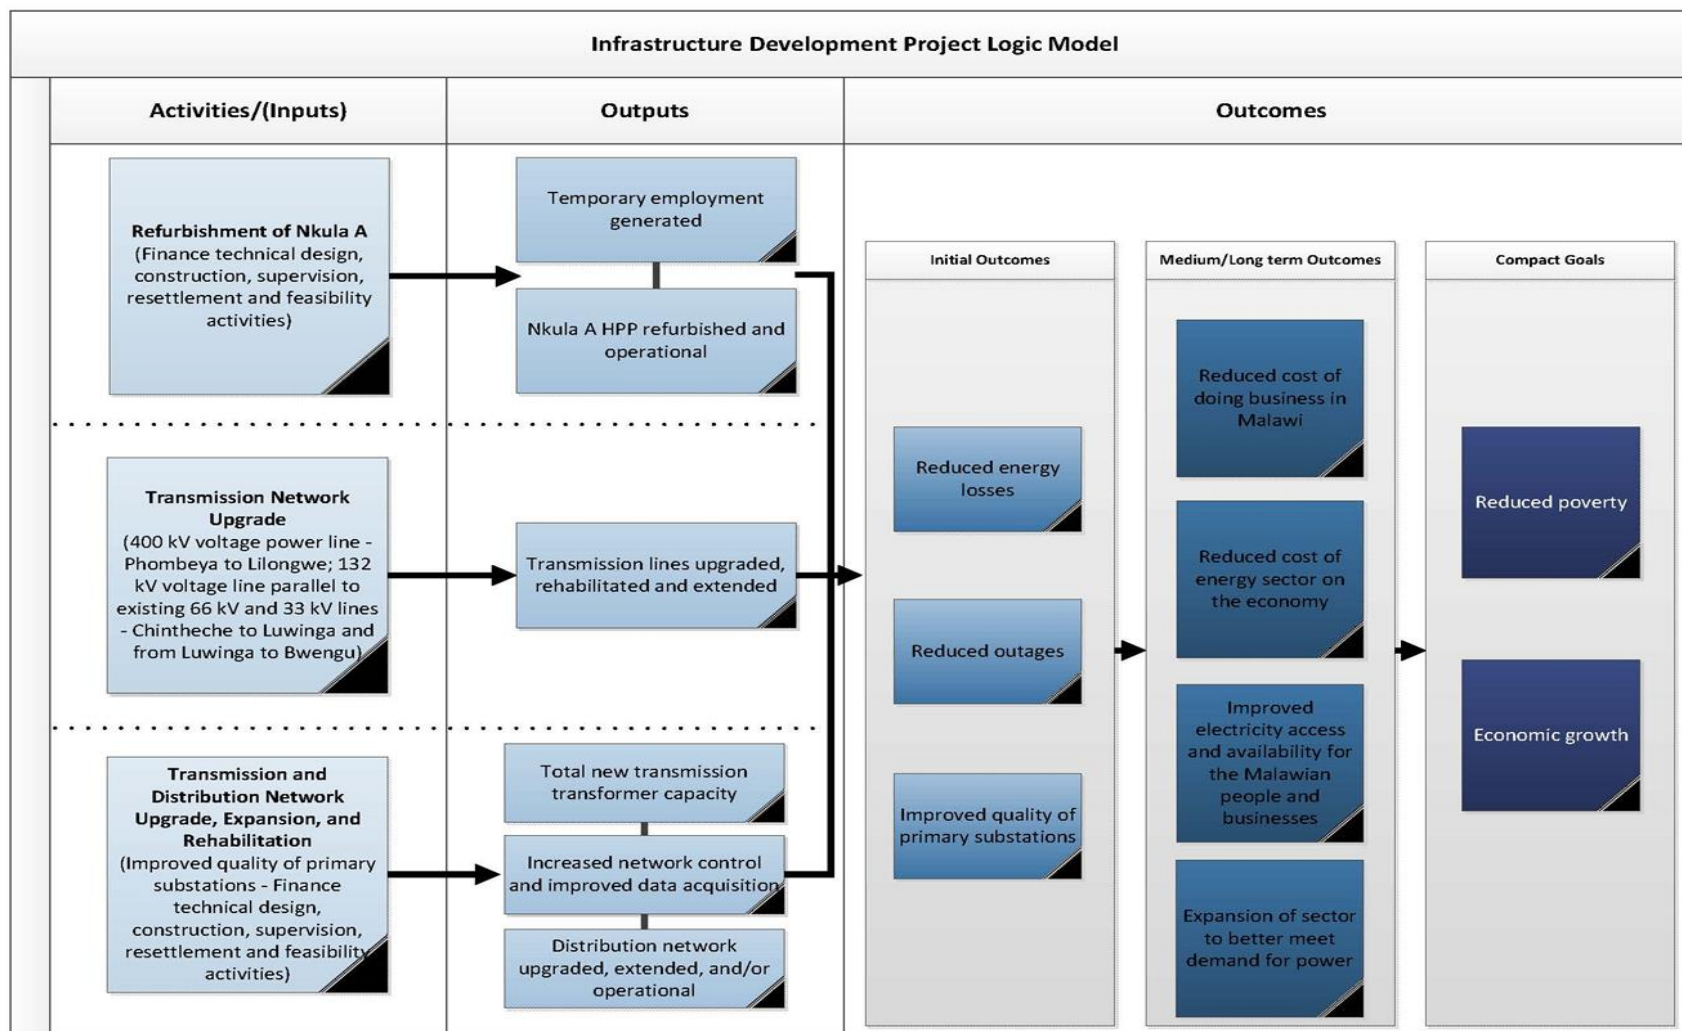 Infrastructure Development Project Logic Model
Activities/(Inputs)
Outputs
Outcomes
Refurbishment of Nkula A
(Finance technical design,
construction, supervision,
resettlement and feasibility
activities)
Temporary employment
generated
Nkula A HPP refurbished and
operational
Transmission Network
Upgrade
(400 kV voltage power line -
Phombeya to Lilongwe; 132
kV voltage line parallel to
existing 66 kV and 33 kV lines
- Chintheche to Luwinga and
from Luwinga to Bwengu)
Transmission lines upgraded,
rehabilitated and extended
Transmission and
Distribution Network
Upgrade, Expansion, and
Rehabilitation
(Improved quality of primary
substations - Finance
technical design,
construction, supervision,
resettlement and feasibility
activities)
Total new transmission
transformer capacity
Increased network control
and improved data acquisition
Distribution network
upgraded, extended, and/or
operational
Initial Outcomes
Reduced energy
losses
Reduced outages
Improved quality of
primary substations
Medium/Long term Outcomes
Reduced cost of
doing business in
Malawi
Reduced cost of
energy sector on
the economy
Improved
electricity access
and availability for
the Malawian
people and
businesses
Expansion of sector
to better meet
demand for power
Compact Goals
Reduced poverty
Economic growth